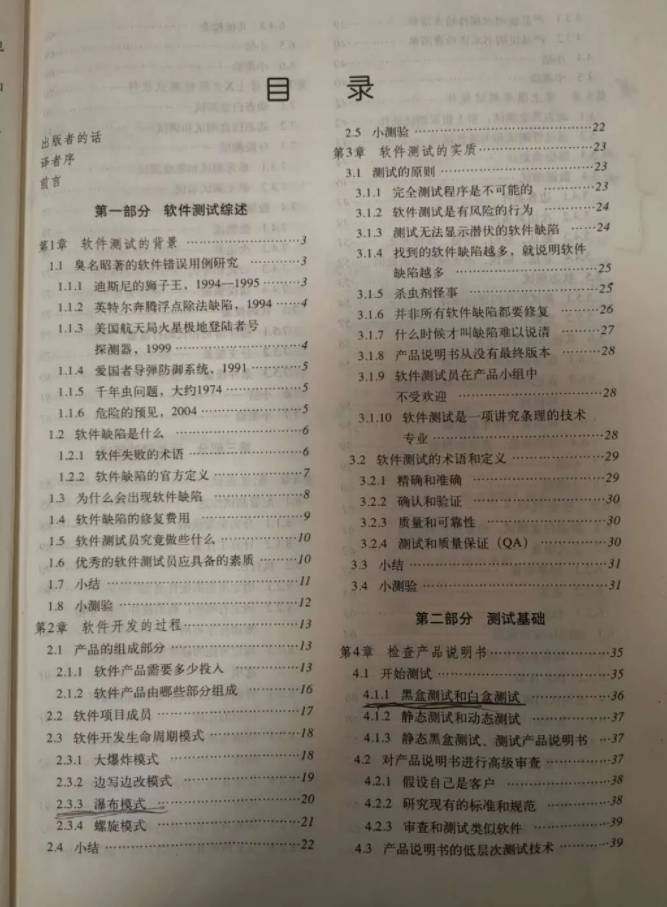 目 录
出版者的话
译者序
前言
第一部分 软件测试综述
第1章 软件测试的背景 …………………3
1.1 臭名昭著的软件错误用例研究 …………3
1.1.1 迪斯尼的狮子王，1994—1995 ………3
1.1.2 英特尔奔腾浮点除法缺陷，1994 ……4
1.1.3 美国航天局火星极地登陆者号
探测器，1999 …………………4
1.1.4 爱国者导弹防御系统，1991 …………5
1.1.5 千年虫问题，大约1974 ………………5
1.1.6 危险的预见，2004 ……………………5
1.2 软件缺陷是什么 …………………………6
1.2.1 软件失败的术语 ………………………6
1.2.2 软件缺陷的官方定义 …………………7
1.3 为什么会出现软件缺陷 …………………8
1.4 软件缺陷的修复费用 ……………………9
1.5 软件测试员究竟做些什么 ………………10
1.6 优秀的软件测试员应具备的素质 ………10
1.7 小结 ………………………………………11
1.8 小测验 ……………………………………12
第2章 软件开发的过程 …………………13
2.1 产品的组成部分 …………………………13
2.1.1 软件产品需要多少投入 ………………13
2.1.2 软件产品由哪些部分组成 ……………16
2.2 软件项目成员 ……………………………17
2.3 软件开发生命周期模式 …………………18
2.3.1 大爆炸模式 ……………………………18
2.3.2 边写边改模式 …………………………19
2.3.3 瀑布模式 ………………………………20
2.3.4 螺旋模式 ………………………………21
2.4 小结 ………………………………………22
2.5 小测验 ……………………………………22
第3章 软件测试的实质 …………………23
3.1 测试的原则 ………………………………23
3.1.1 完全测试程序是不可能的 ……………23
3.1.2 软件测试是有风险的行为 ……………24
3.1.3 测试无法显示潜伏的软件缺陷 ………24
3.1.4 找到的软件缺陷越多，就说明软件
缺陷越多 ………………………25
3.1.5 杀虫剂怪事 ……………………………25
3.1.6 并非所有软件缺陷都要修复 …………26
3.1.7 什么时候才叫缺陷难以说清 …………27
3.1.8 产品说明书从没有最终版本 …………28
3.1.9 软件测试员在产品小组中
不受欢迎 ………………………28
3.1.10 软件测试是一项讲究条理的技术
专业 ……………………………28
3.2 软件测试的术语和定义 …………………29
3.2.1 精确和准确 ……………………………29
3.2.2 确认和验证 ……………………………30
3.2.3 质量和可靠性 …………………………30
3.2.4 测试和质量保证（QA） ………………30
3.3 小结 ………………………………………31
3.4 小测验 ……………………………………31
第二部分 测试基础
第4章 检查产品说明书 …………………35
4.1 开始测试 …………………………………35
4.1.1 黑盒测试和白盒测试 …………………36
4.1.2 静态测试和动态测试 …………………37
4.1.3 静态黑盒测试、测试产品说明书 ……37
4.2 对产品说明书进行高级审查 ……………37
4.2.1 假设自己是客户 ………………………38
4.2.2 研究现有的标准和规范 ………………38
4.2.3 审查和测试类似软件 …………………39
4.3 产品说明书的低层次测试技术 …………39